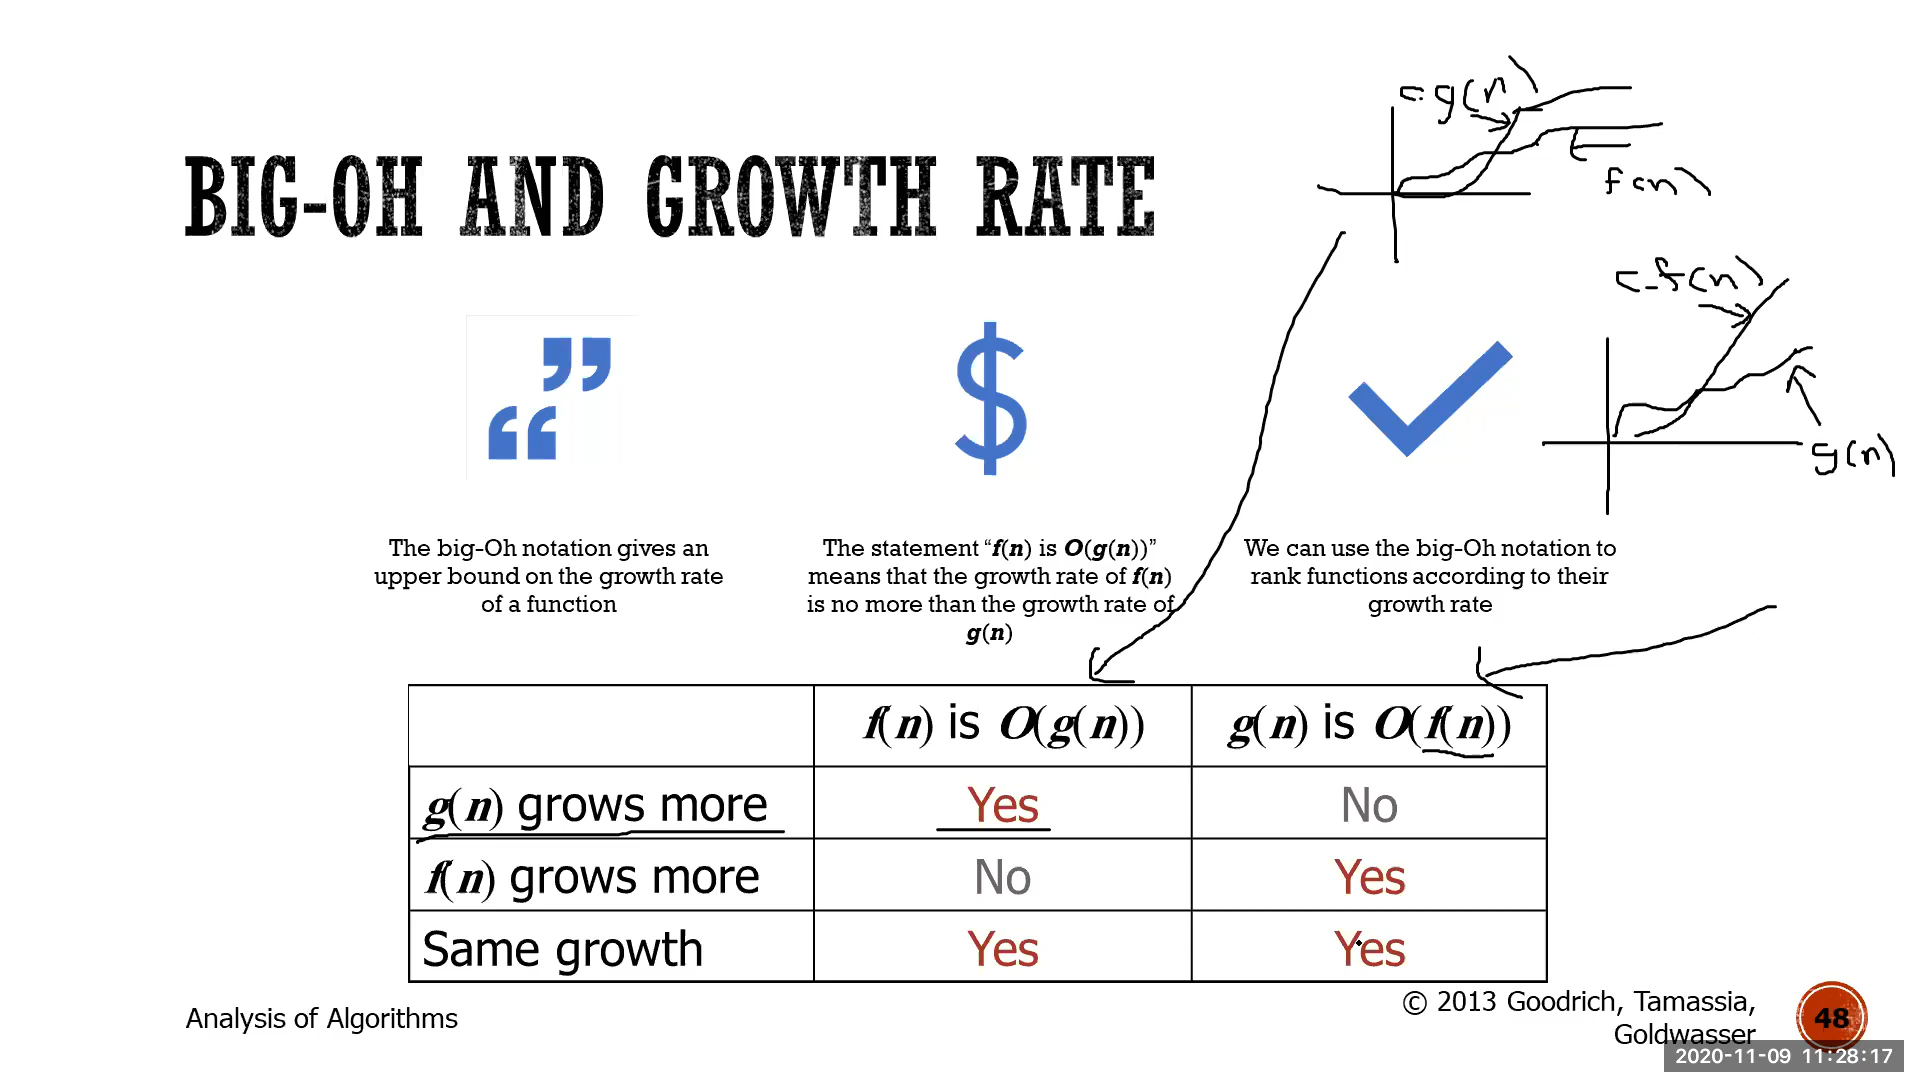 c.g(n)
f(n)
BIG-OH AND GROWTH RATE
c.f(n)
g(n)
The big-Oh notation gives an
upper bound on the growth rate
of a function
The statement “f(n) is O(g(n))”
means that the growth rate of f(n)
is no more than the growth rate of
g(n)
We can use the big-Oh notation to
rank functions according to their
growth rate
f(n) is O(g(n)) g(n) is O(f(n))
g(n) grows more Yes No
f(n) grows more No Yes
Same growth Yes Yes
Analysis of Algorithms
© 2013 Goodrich, Tamassia,
Goldwasser
48
2020-11-09 11:28:17